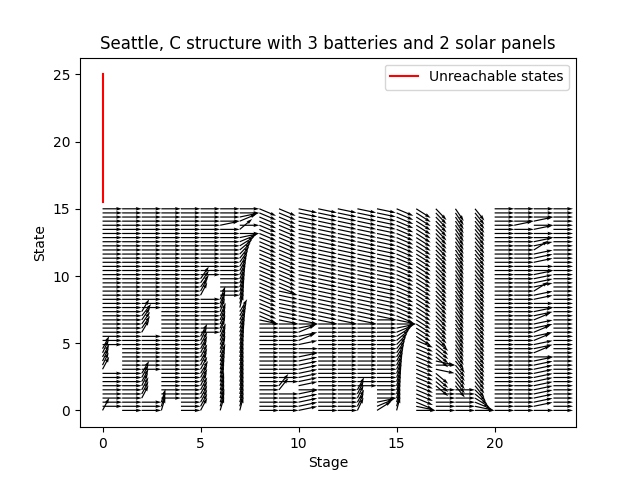 Seattle, C structure with 3 batteries and 2 solar panels
Unreachable states
25
20
15
10
5
0
State
0
5
10
15
20
Stage